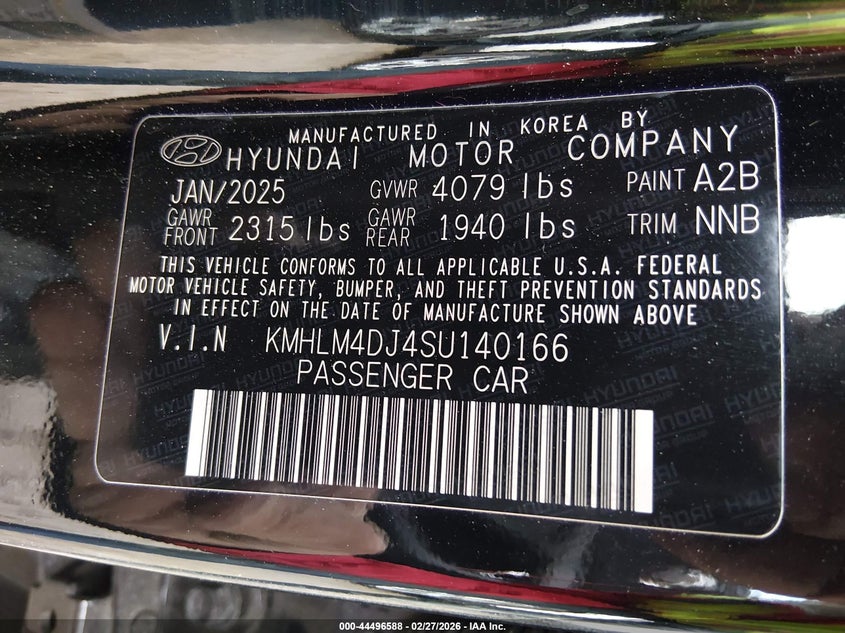 MANUFACTURED IN KOREA BY
HYUNDAI MOTOR COMPANY
JAN/2025 GVWR 4079 lbs PAINT A2B
GAWR FRONT 2315 lbs GAWR REAR 1940 lbs TRIM NNB
THIS VEHICLE CONFORMS TO ALL APPLICABLE U.S.A. FEDERAL
MOTOR VEHICLE SAFETY, BUMPER, AND THEFT PREVENTION STANDARDS
IN EFFECT ON THE DATE OF MANUFACTURE SHOWN ABOVE
V.I.N KMHLM4DJ4SU140166
PASSENGER CAR
000-44496588 - 02/27/2026 - IAA Inc.